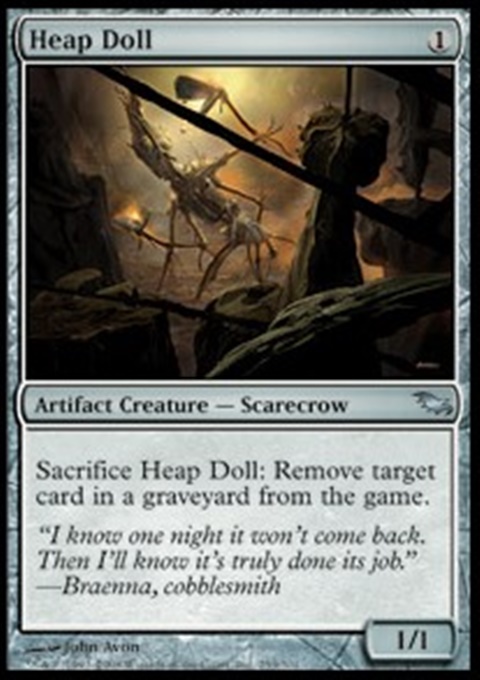 Heap Doll 1
Artifact Creature — Scarecrow
Sacrifice Heap Doll: Remove target
card in a graveyard from the game.
"I know one night it won't come back.
Then I'll know it's truly done its job."
—Braenna, cobblesmith
1/1
John Avon